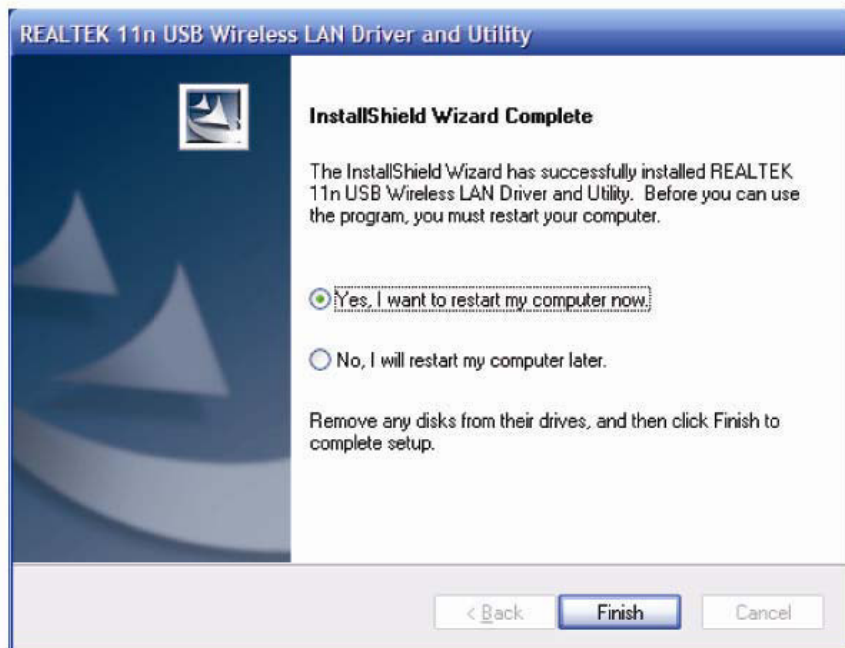 REALTEK 11n USB Wireless LAN Driver and Utility
InstallShield Wizard Complete
The InstallShield Wizard has successfully installed REALTEK
11n USB Wireless LAN Driver and Utility. Before you can use
the program, you must restart your computer.
Yes, I want to restart my computer now.
No, I will restart my computer later.
Remove any disks from their drives, and then click Finish to
complete setup.
< Back
Finish
Cancel